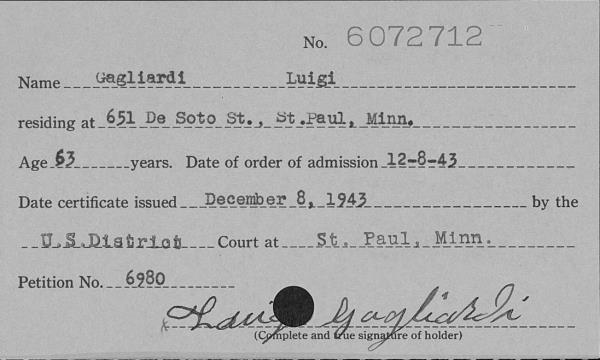 No. 6072712
Name Gagliardi Luigi
residing at 651 De Soto St., St.Paul, Minn.
Age 63 years. Date of order of admission 12-8-43
Date certificate issued December 8, 1943 by the
U.S.District Court at St. Paul, Minn.
Petition No. 6980
x Luigi Gagliardi
(Complete and true signature of holder)